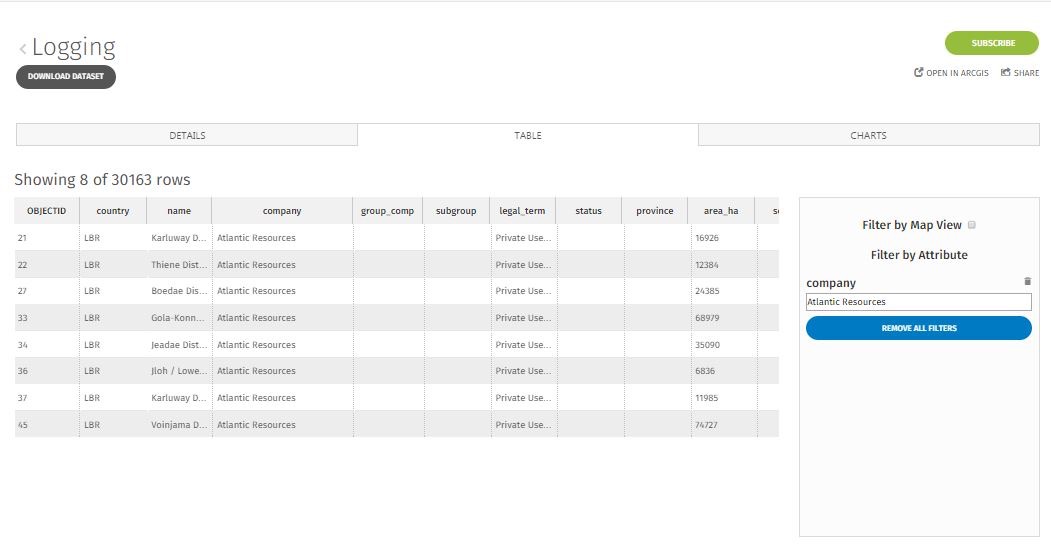 Logging
SUBSCRIBE
DOWNLOAD DATASET
OPEN IN ARCGIS SHARE
DETAILS TABLE CHARTS
Showing 8 of 30163 rows
OBJECTID country name company group_comp subgroup legal_term status province area_ha
21 LBR Karluway D... Atlantic Resources Private Use... 16926
22 LBR Thiene Dist... Atlantic Resources Private Use... 12384
27 LBR Boedae Dis... Atlantic Resources Private Use... 24385
33 LBR Gola-Konn... Atlantic Resources Private Use... 68979
34 LBR Jeadae Dist... Atlantic Resources Private Use... 35090
36 LBR Jloh / Lowe... Atlantic Resources Private Use... 6836
37 LBR Karluway D... Atlantic Resources Private Use... 11985
45 LBR Voinjama D... Atlantic Resources Private Use... 74727
Filter by Map View
Filter by Attribute
company
Atlantic Resources
REMOVE ALL FILTERS